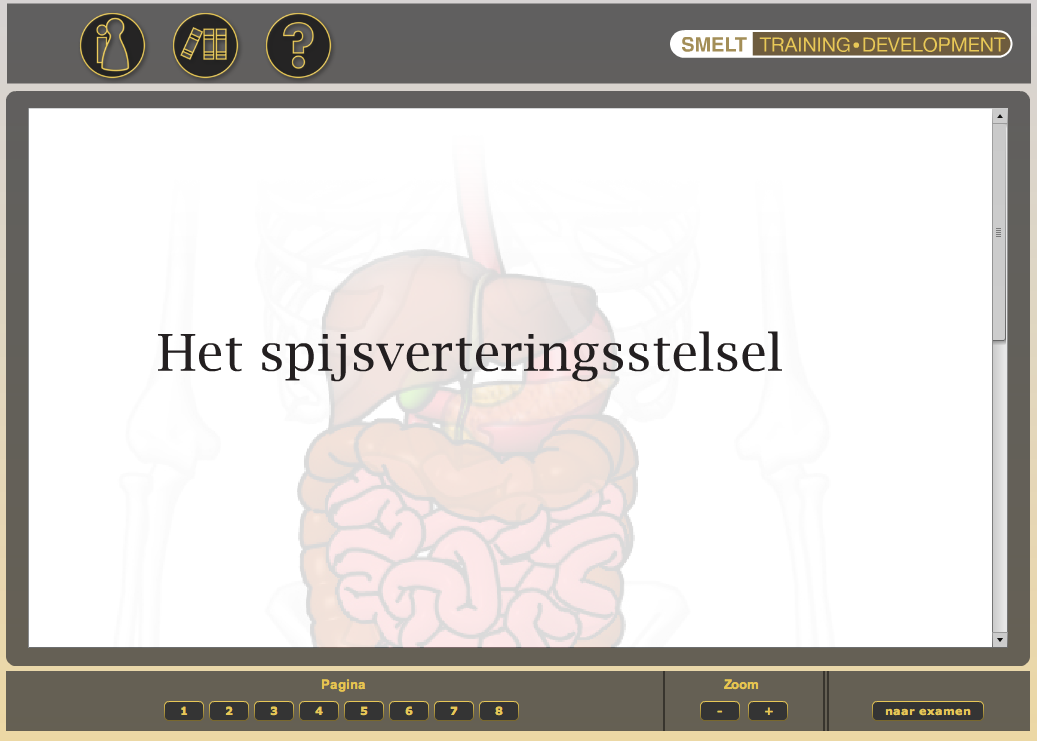 ?
SMELT TRAINING•DEVELOPMENT
Het spijsverteringsstelsel
Pagina
1 2 3 4 5 6 7 8
Zoom
- +
naar examen